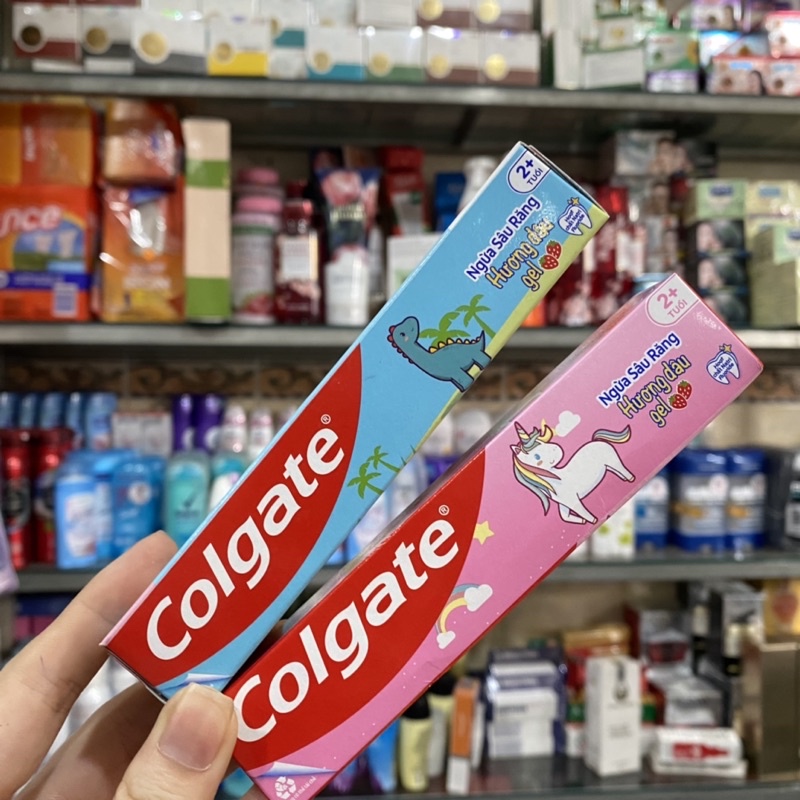 2+
TUỔI
Ngừa Sâu Răng
Hương dâu
gel
Colgate®
2+
TUỔI
Ngừa Sâu Răng
Hương dâu
gel
Colgate®